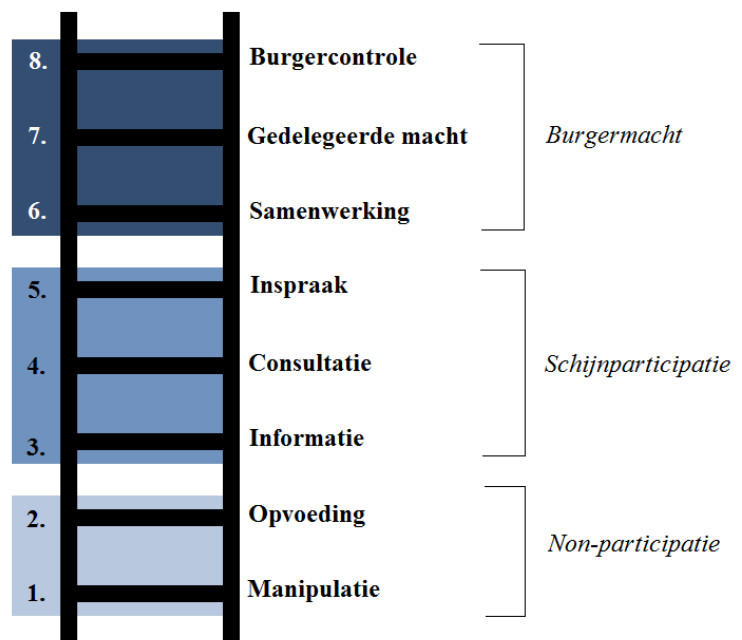 8. Burgercontrole
7. Gedelegeerde macht
Burgermacht
6. Samenwerking
5. Inspraak
4. Consultatie
Schijnparticipatie
3. Informatie
2. Opvoeding
Non-participatie
1. Manipulatie